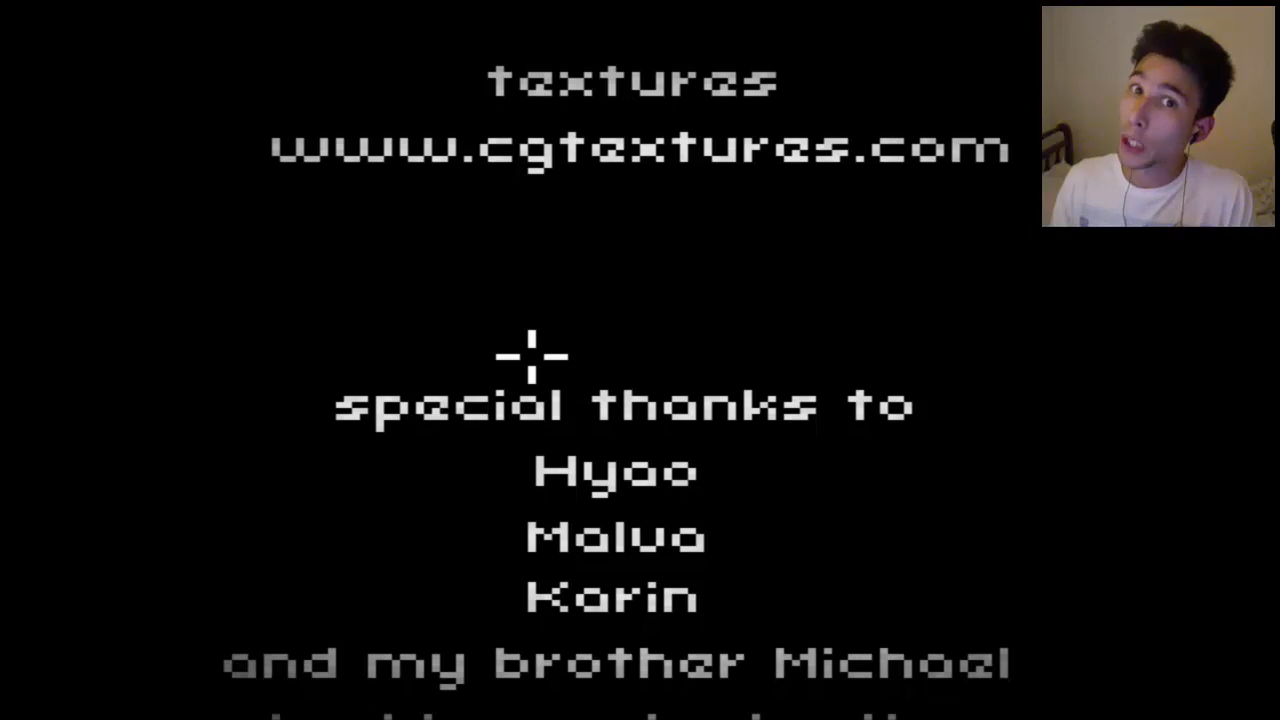 textures
www.cgtextures.com
special thanks to
Hyao
Malva
Karin
and my brother Michael